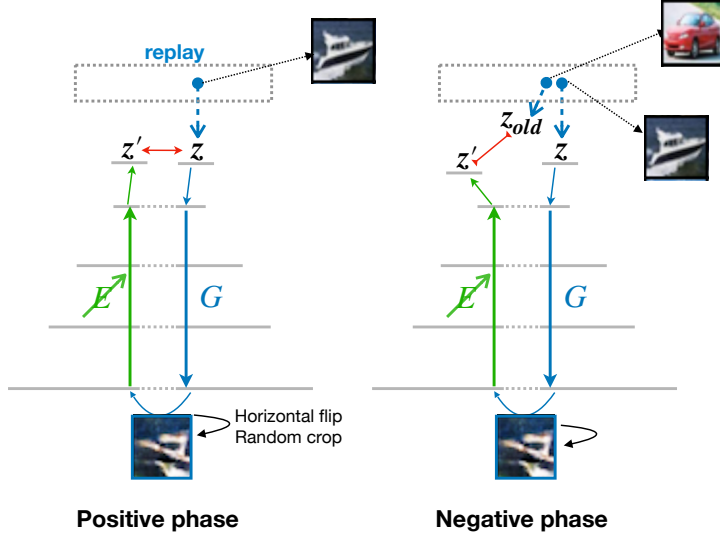 replay
z' z
E G
Horizontal flip
Random crop
Positive phase
z_old
z' z
E G
Negative phase